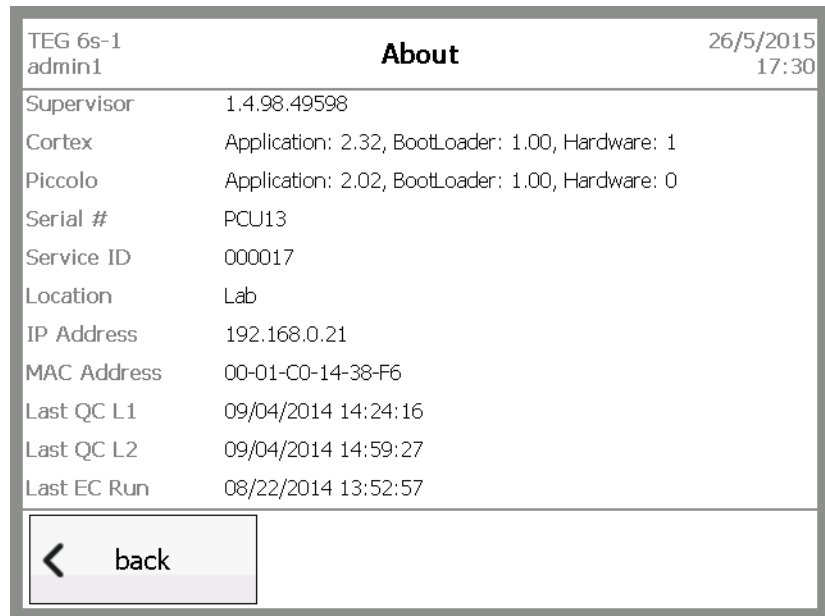 TEG 6s-1
admin1
About
26/5/2015
17:30
Supervisor 1.4.98.49598
Cortex Application: 2.32, BootLoader: 1.00, Hardware: 1
Piccolo Application: 2.02, BootLoader: 1.00, Hardware: 0
Serial # PCU13
Service ID 000017
Location Lab
IP Address 192.168.0.21
MAC Address 00-01-C0-14-38-F6
Last QC L1 09/04/2014 14:24:16
Last QC L2 09/04/2014 14:59:27
Last EC Run 08/22/2014 13:52:57
back